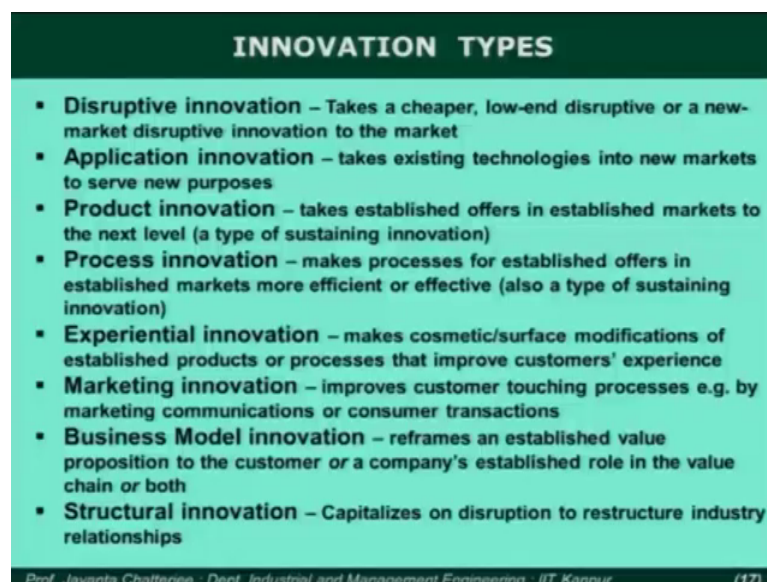 INNOVATION TYPES
▪ Disruptive innovation – Takes a cheaper, low-end disruptive or a new-
market disruptive innovation to the market
▪ Application innovation – takes existing technologies into new markets
to serve new purposes
▪ Product innovation – takes established offers in established markets to
the next level (a type of sustaining innovation)
▪ Process innovation – makes processes for established offers in
established markets more efficient or effective (also a type of sustaining
innovation)
▪ Experiential innovation – makes cosmetic/surface modifications of
established products or processes that improve customers' experience
▪ Marketing innovation – improves customer touching processes e.g. by
marketing communications or consumer transactions
▪ Business Model innovation – reframes an established value
proposition to the customer or a company's established role in the value
chain or both
▪ Structural innovation – Capitalizes on disruption to restructure industry
relationships
Prof. Jayanta Chatterjee : Dept. Industrial and Management Engineering : IIT Kanpur (17)